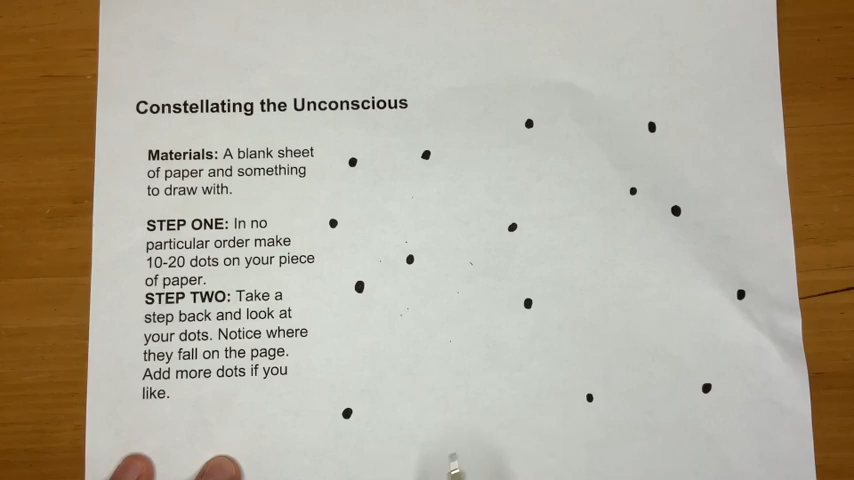 Constellating the Unconscious
Materials: A blank sheet
of paper and something
to draw with.
STEP ONE: In no
particular order make
10-20 dots on your piece
of paper.
STEP TWO: Take a
step back and look at
your dots. Notice where
they fall on the page.
Add more dots if you
like.